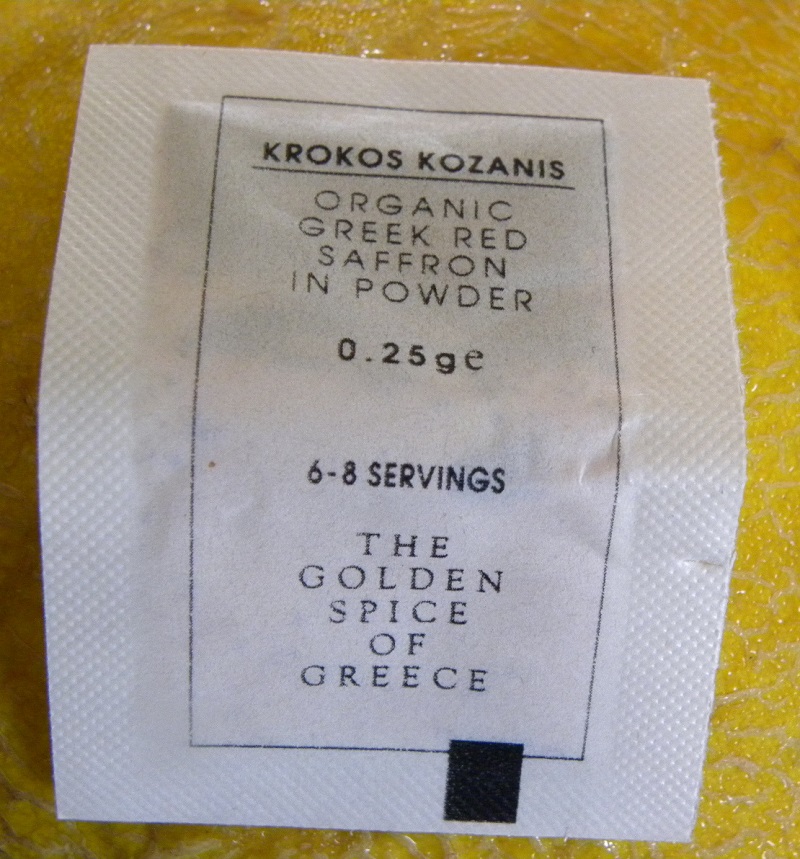 KROKOS KOZANIS
ORGANIC
GREEK RED
SAFFRON
IN POWDER
0.25g℮
6-8 SERVINGS
THE
GOLDEN
SPICE
OF
GREECE